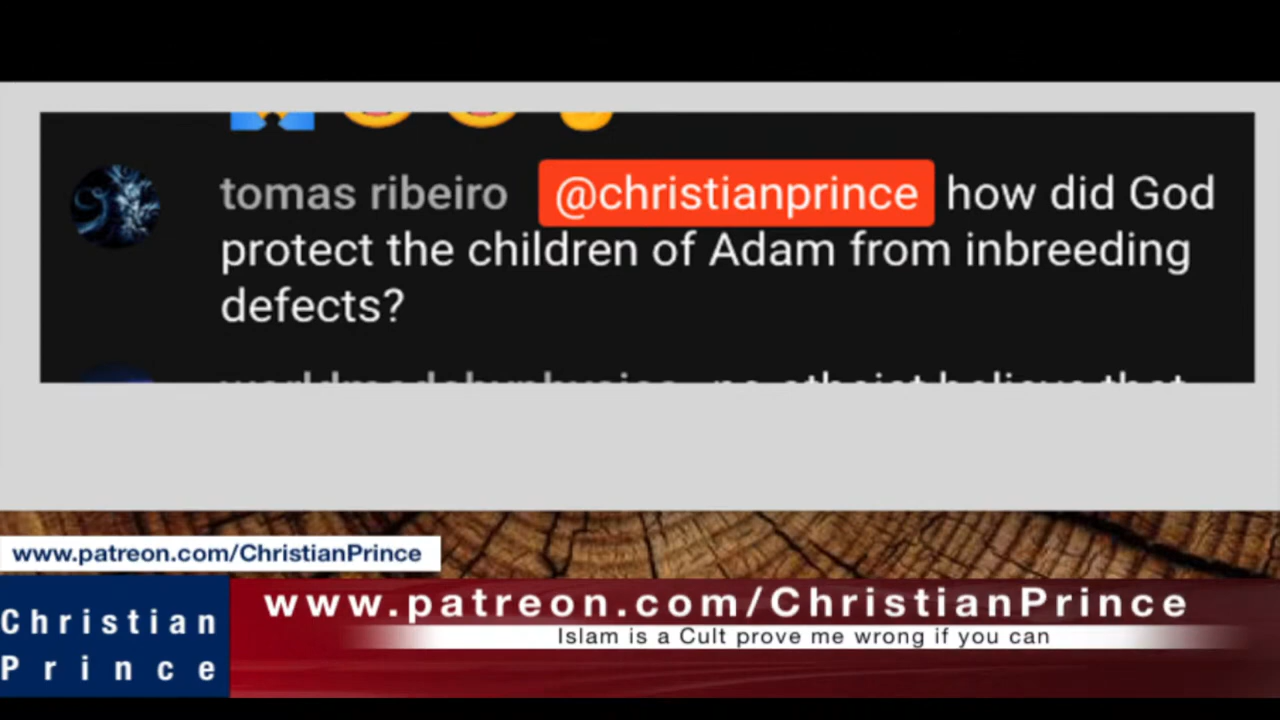 tomas ribeiro @christianprince how did God
protect the children of Adam from inbreeding
defects?
www.patreon.com/ChristianPrince
www.patreon.com/ChristianPrince
Islam is a Cult prove me wrong if you can
Christian
Prince